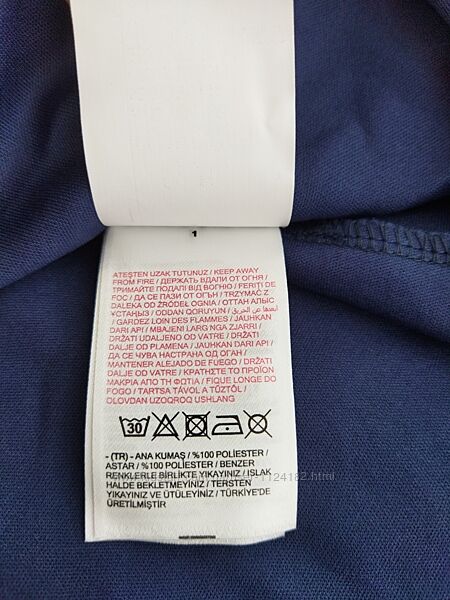 1
ATEŞTEN UZAK TUTUNUZ / KEEP AWAY
FROM FIRE / ДЕРЖАТЬ ВДАЛИ ОТ ОГНЯ /
ТРИМАЙТЕ ПОДАЛІ ВІД ВОГНЮ / FERITI DE
FOC / ДА СЕ ПАЗИ ОТ ОГЪН / TRZYMAĆ Z
DALEKA OD ŹRÓDEŁ OGNIA / ОТТАН АЛЫС
ҰСТАҢЫЗ / ODDAN QORUYUN / أبعدها عن الحريق
/ GARDEZ LOIN DES FLAMMES / JAUHKAN
DARI API / MBAJENI LARG NGA ZJARRI /
DRŽATI UDALJENO OD VATRE / DRŽATI
DALJE OD PLAMENA / JAUHKAN DARI API /
ДА СЕ ЧУВА НАСТРАНА ОД ОГАН /
MANTENER ALEJADO DE FUEGO / DRŽATI
DALJE OD VATRE / ΚΡΑΤΗΣΤΕ ΤΟ ΠΡΟΪΟΝ
ΜΑΚΡΙΑ ΑΠΟ ΤΗ ΦΩΤΙΑ / FIQUE LONGE DO
FOGO / TARTSA TÁVOL A TŰZTŐL /
OLOVDAN UZOQROQ USHLANG
30
- (TR) - ANA KUMAŞ / %100 POLİESTER /
ASTAR / %100 POLİESTER / BENZER
RENKLERLE BİRLİKTE YIKAYINIZ / ISLAK
HALDE BEKLETMEYİNİZ / TERSTEN
YIKAYINIZ VE ÜTÜLEYİNİZ / TÜRKİYE'DE
ÜRETİLMİŞTİR
1124182.html